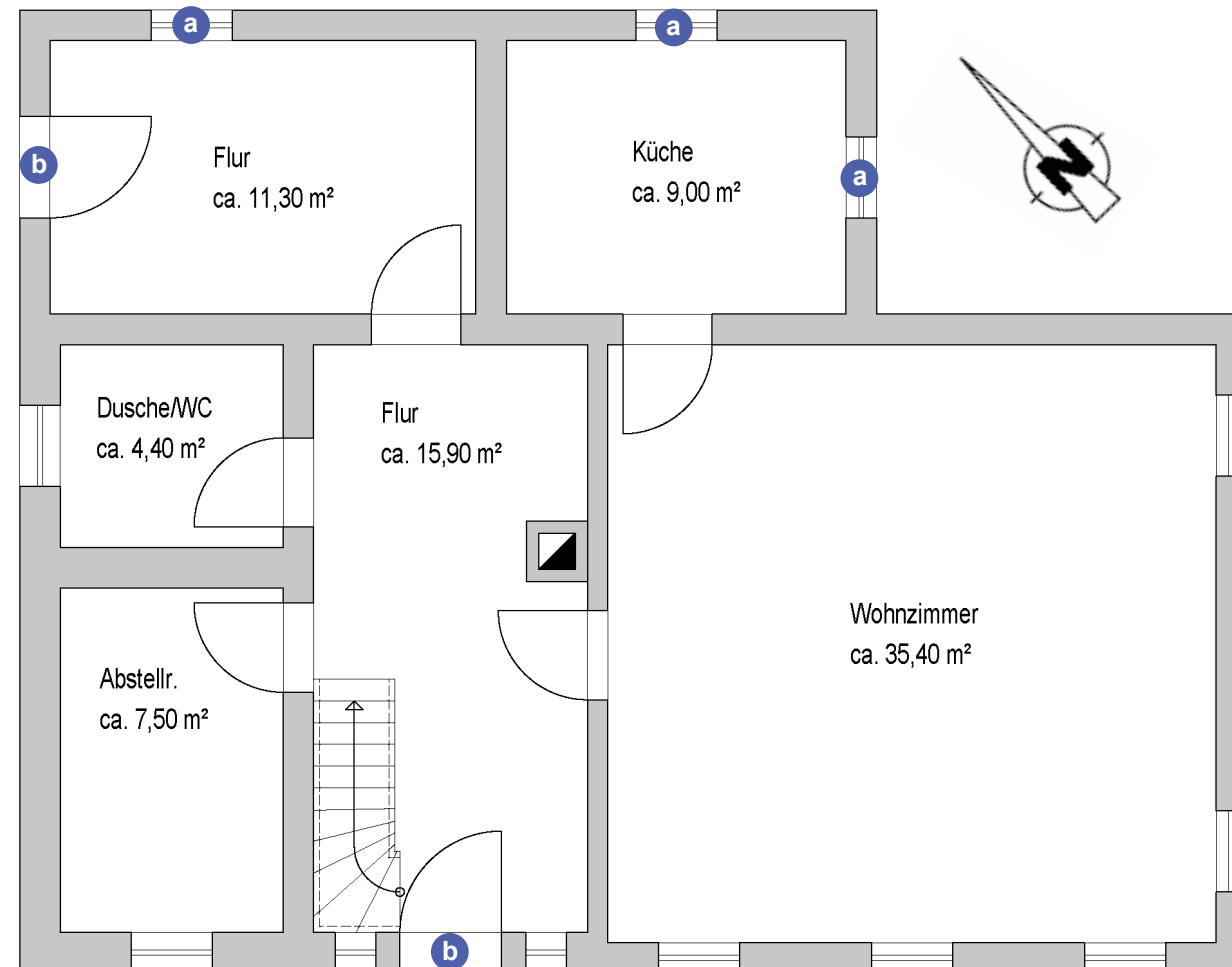 a
a
b
Flur
ca. 11,30 m²
Küche
ca. 9,00 m²
a
N
Dusche/WC
ca. 4,40 m²
Flur
ca. 15,90 m²
Wohnzimmer
ca. 35,40 m²
Abstellr.
ca. 7,50 m²
b